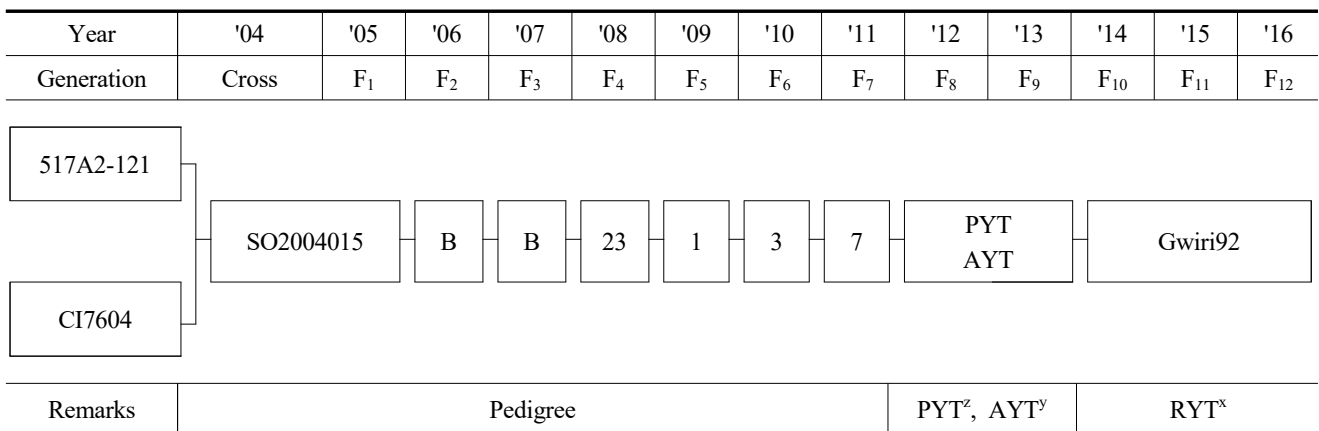 Year '04 '05 '06 '07 '08 '09 '10 '11 '12 '13 '14 '15 '16
Generation Cross F₁ F₂ F₃ F₄ F₅ F₆ F₇ F₈ F₉ F₁₀ F₁₁ F₁₂
517A2-121
SO2004015 B B 23 1 3 7 PYT AYT Gwiri92
CI7604
Remarks Pedigree PYTᶻ, AYTʸ RYTˣ